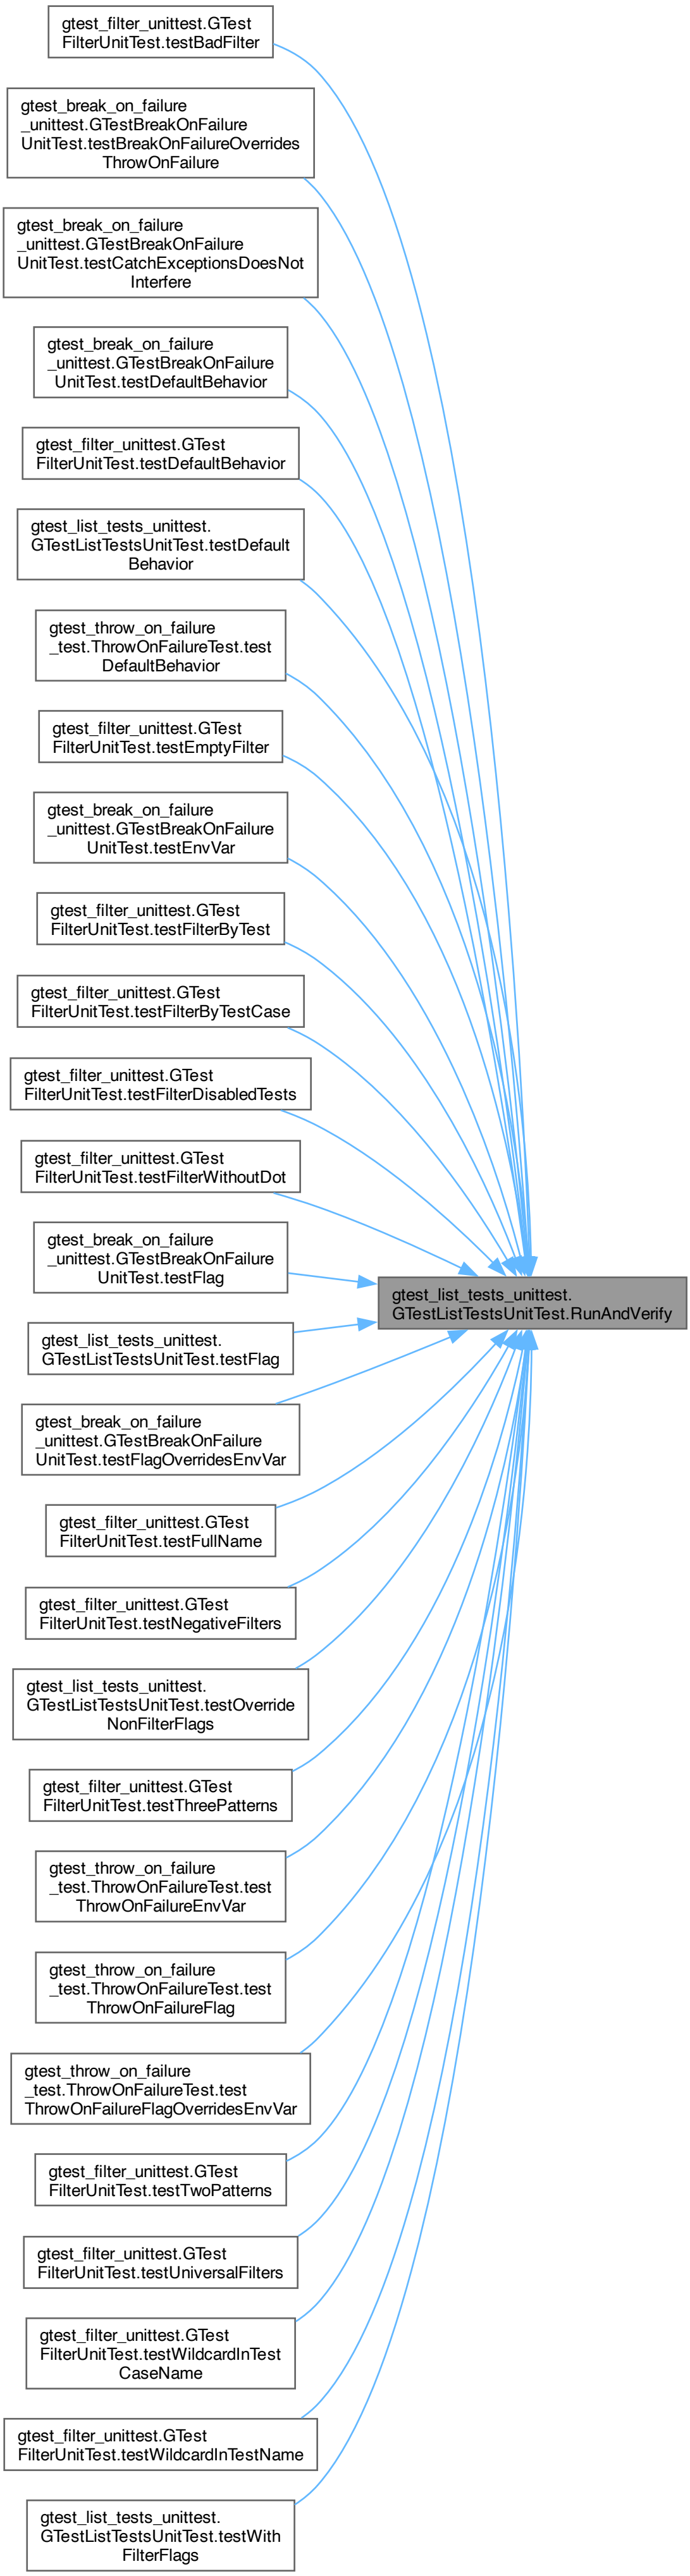 gtest_filter_unittest.GTest
FilterUnitTest.testBadFilter
gtest_break_on_failure
_unittest.GTestBreakOnFailure
UnitTest.testBreakOnFailureOverrides
ThrowOnFailure
gtest_break_on_failure
_unittest.GTestBreakOnFailure
UnitTest.testCatchExceptionsDoesNot
Interfere
gtest_break_on_failure
_unittest.GTestBreakOnFailure
UnitTest.testDefaultBehavior
gtest_filter_unittest.GTest
FilterUnitTest.testDefaultBehavior
gtest_list_tests_unittest.
GTestListTestsUnitTest.testDefault
Behavior
gtest_throw_on_failure
_test.ThrowOnFailureTest.test
DefaultBehavior
gtest_filter_unittest.GTest
FilterUnitTest.testEmptyFilter
gtest_break_on_failure
_unittest.GTestBreakOnFailure
UnitTest.testEnvVar
gtest_filter_unittest.GTest
FilterUnitTest.testFilterByTest
gtest_filter_unittest.GTest
FilterUnitTest.testFilterByTestCase
gtest_filter_unittest.GTest
FilterUnitTest.testFilterDisabledTests
gtest_filter_unittest.GTest
FilterUnitTest.testFilterWithoutDot
gtest_break_on_failure
_unittest.GTestBreakOnFailure
UnitTest.testFlag
gtest_list_tests_unittest.
GTestListTestsUnitTest.RunAndVerify
gtest_list_tests_unittest.
GTestListTestsUnitTest.testFlag
gtest_break_on_failure
_unittest.GTestBreakOnFailure
UnitTest.testFlagOverridesEnvVar
gtest_filter_unittest.GTest
FilterUnitTest.testFullName
gtest_filter_unittest.GTest
FilterUnitTest.testNegativeFilters
gtest_list_tests_unittest.
GTestListTestsUnitTest.testOverride
NonFilterFlags
gtest_filter_unittest.GTest
FilterUnitTest.testThreePatterns
gtest_throw_on_failure
_test.ThrowOnFailureTest.test
ThrowOnFailureEnvVar
gtest_throw_on_failure
_test.ThrowOnFailureTest.test
ThrowOnFailureFlag
gtest_throw_on_failure
_test.ThrowOnFailureTest.test
ThrowOnFailureFlagOverridesEnvVar
gtest_filter_unittest.GTest
FilterUnitTest.testTwoPatterns
gtest_filter_unittest.GTest
FilterUnitTest.testUniversalFilters
gtest_filter_unittest.GTest
FilterUnitTest.testWildcardInTest
CaseName
gtest_filter_unittest.GTest
FilterUnitTest.testWildcardInTestName
gtest_list_tests_unittest.
GTestListTestsUnitTest.testWith
FilterFlags